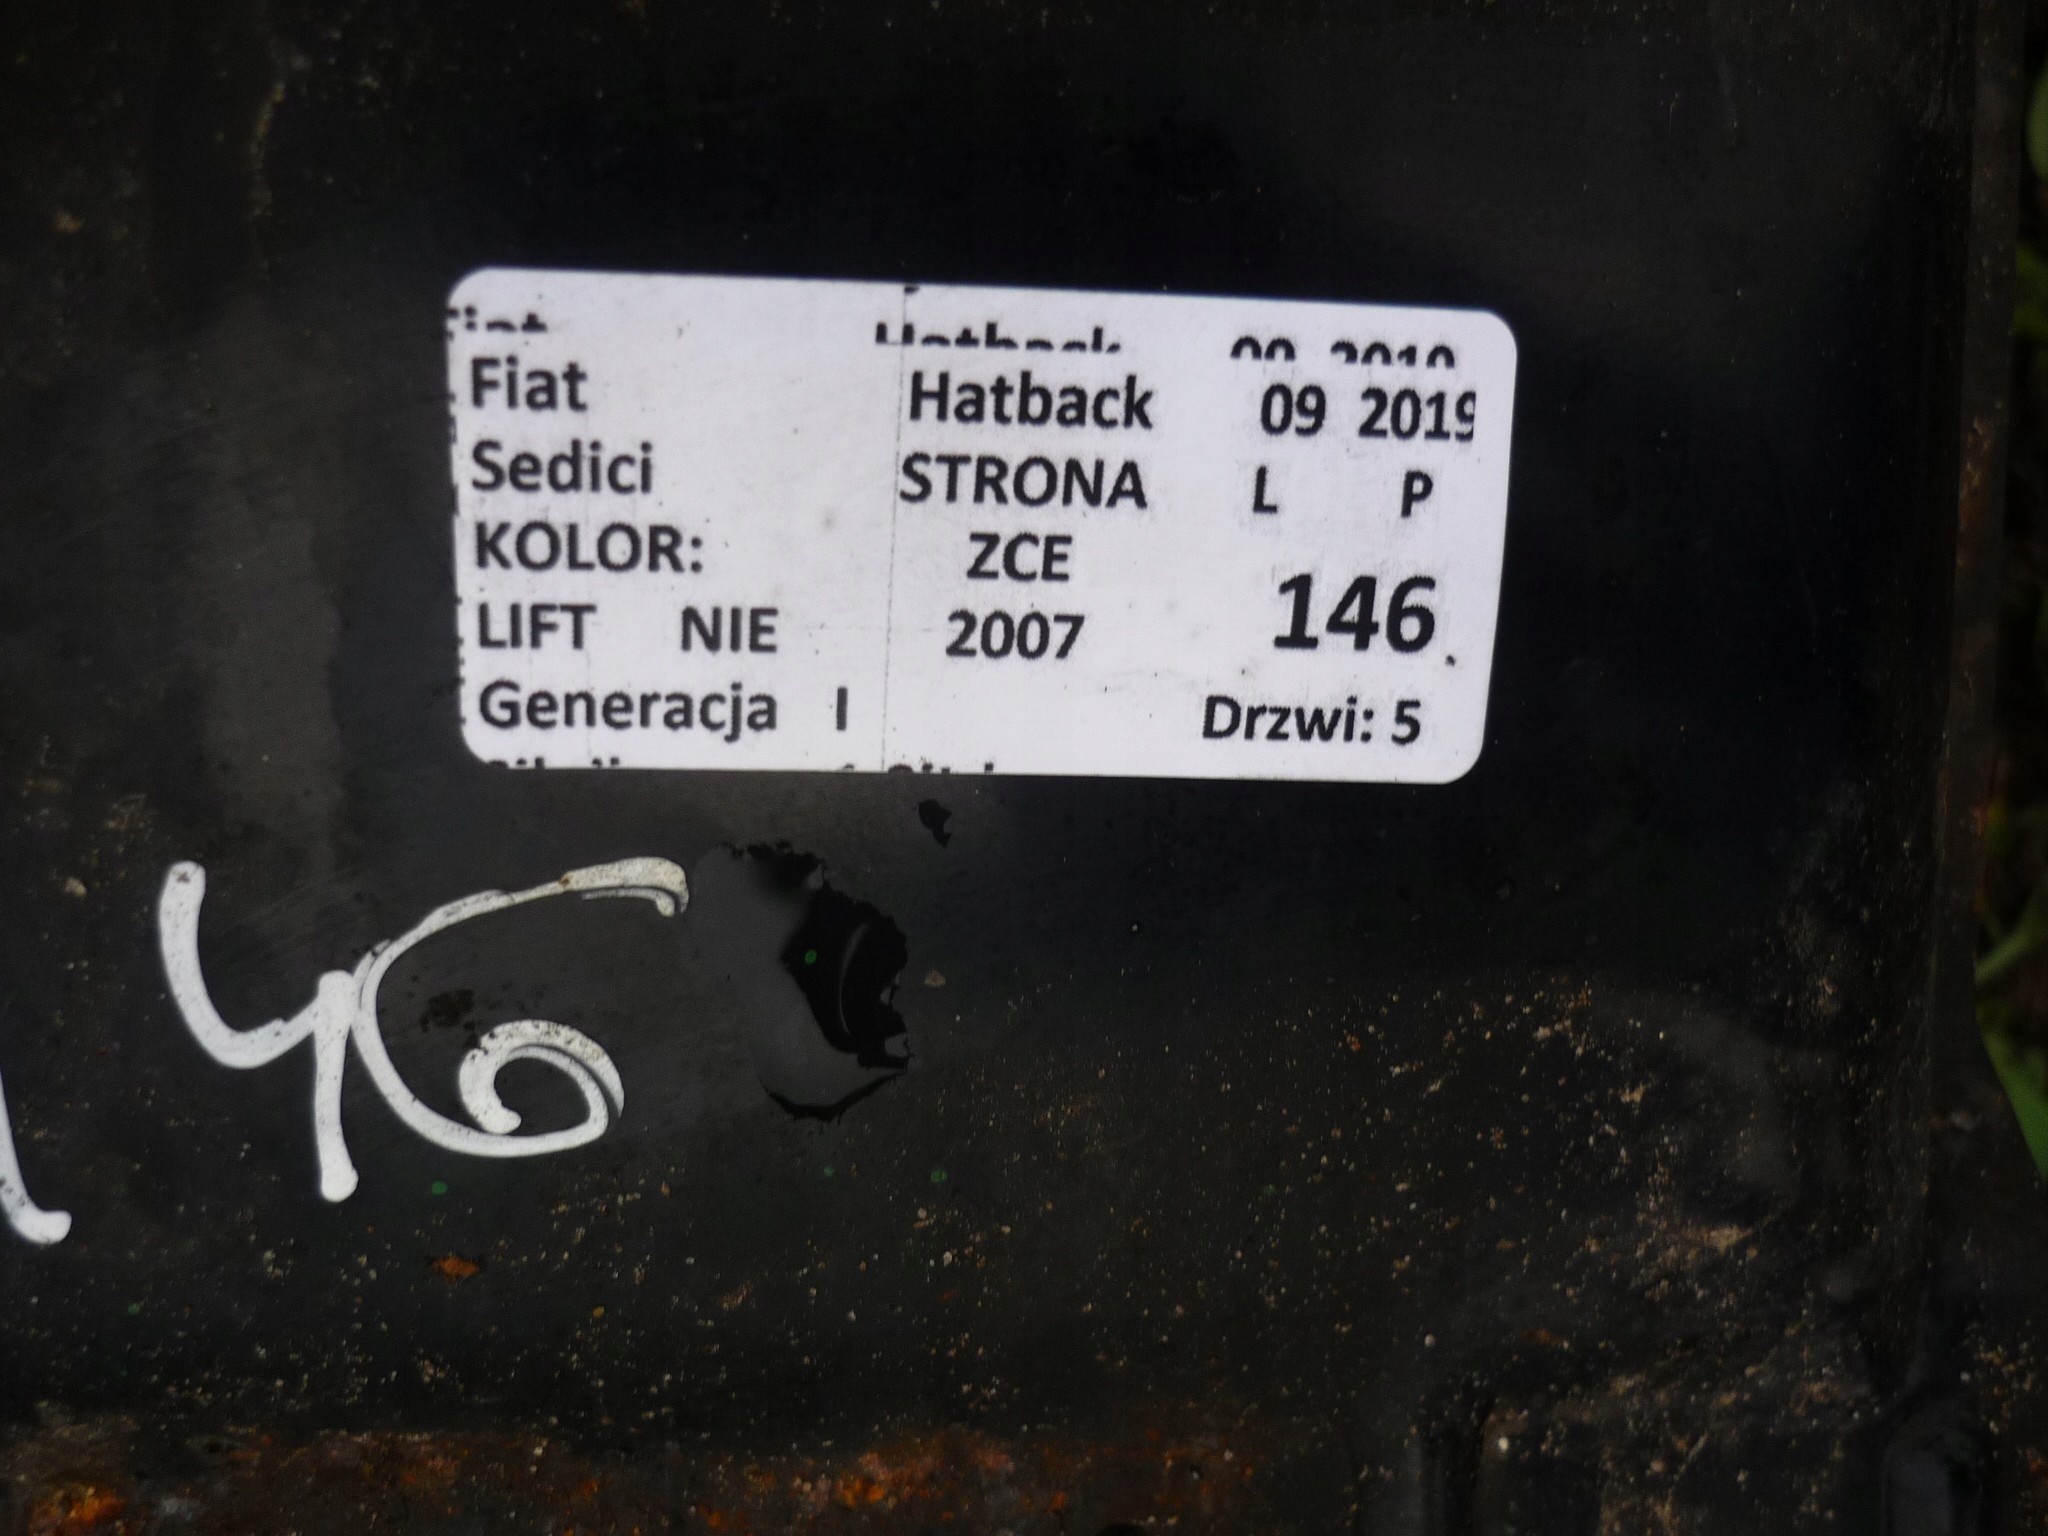 Fiat Hatback 09 2019
Sedici STRONA L P
KOLOR: ZCE
LIFT NIE 2007 146
Generacja I Drzwi: 5
146